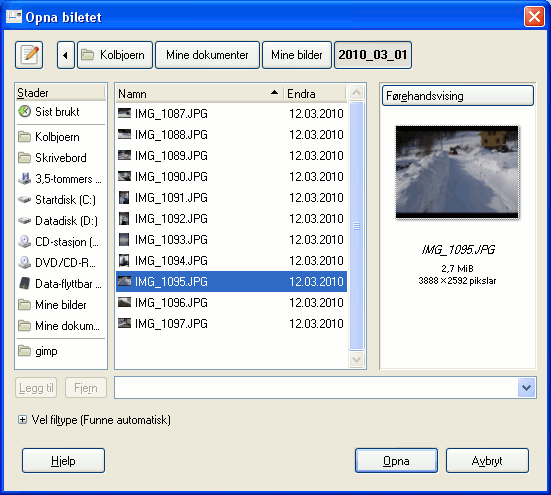 Opna biletet
Kolbjoern
Mine dokumenter
Mine bilder
2010_03_01
Stader
Sist brukt
Kolbjoern
Skrivebord
3,5-tommers ...
Startdisk (C:)
Datadisk (D:)
CD-stasjon (...
DVD/CD-R...
Data-flyttbar ...
Mine bilder
Mine dokum...
gimp
Namn Endra
IMG_1087.JPG 12.03.2010
IMG_1088.JPG 12.03.2010
IMG_1089.JPG 12.03.2010
IMG_1090.JPG 12.03.2010
IMG_1091.JPG 12.03.2010
IMG_1092.JPG 12.03.2010
IMG_1093.JPG 12.03.2010
IMG_1094.JPG 12.03.2010
IMG_1095.JPG 12.03.2010
IMG_1096.JPG 12.03.2010
IMG_1097.JPG 12.03.2010
Førehandsvising
IMG_1095.JPG
2,7 MiB
3888 × 2592 pikslar
Legg til
Fjern
Vel filtype (Funne automatisk)
Hjelp
Opna
Avbryt